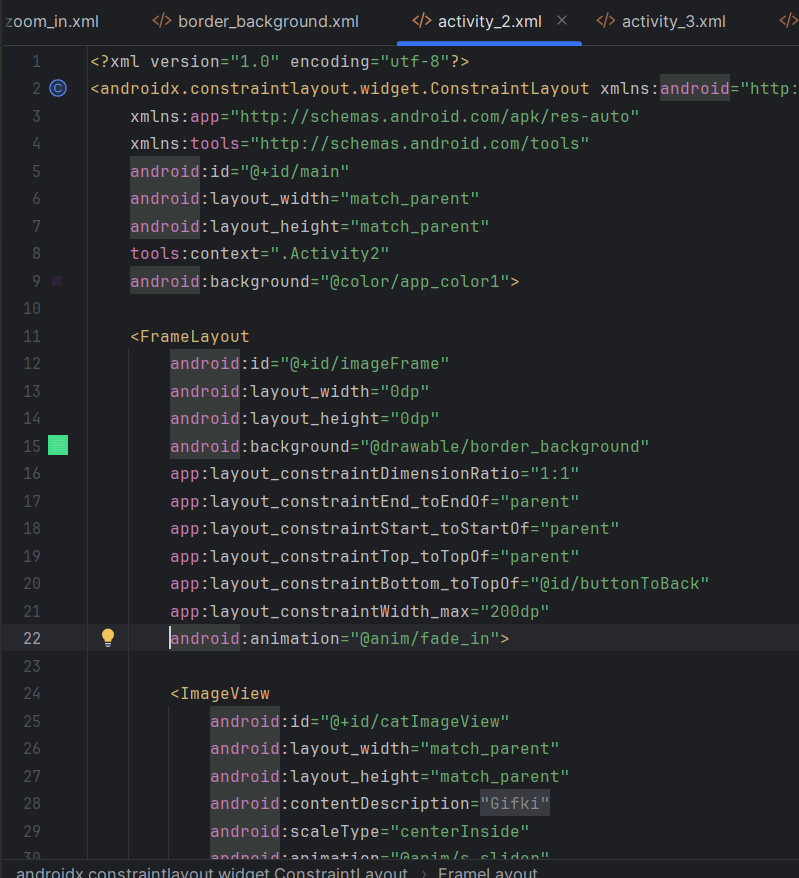 zoom_in.xml
</> border_background.xml
</> activity_2.xml ×
</> activity_3.xml
</>
1 <?xml version="1.0" encoding="utf-8"?>
2 <androidx.constraintlayout.widget.ConstraintLayout xmlns:android="http:
3 xmlns:app="http://schemas.android.com/apk/res-auto"
4 xmlns:tools="http://schemas.android.com/tools"
5 android:id="@+id/main"
6 android:layout_width="match_parent"
7 android:layout_height="match_parent"
8 tools:context=".Activity2"
9 android:background="@color/app_color1">
10
11 <FrameLayout
12 android:id="@+id/imageFrame"
13 android:layout_width="0dp"
14 android:layout_height="0dp"
15 android:background="@drawable/border_background"
16 app:layout_constraintDimensionRatio="1:1"
17 app:layout_constraintEnd_toEndOf="parent"
18 app:layout_constraintStart_toStartOf="parent"
19 app:layout_constraintTop_toTopOf="parent"
20 app:layout_constraintBottom_toTopOf="@id/buttonToBack"
21 app:layout_constraintWidth_max="200dp"
22 android:animation="@anim/fade_in">
23
24 <ImageView
25 android:id="@+id/catImageView"
26 android:layout_width="match_parent"
27 android:layout_height="match_parent"
28 android:contentDescription="Gifki"
29 android:scaleType="centerInside"
30 android:animation="@anim/s_slider"
androidx.constraintlayout.widget.ConstraintLayout › FrameLayout